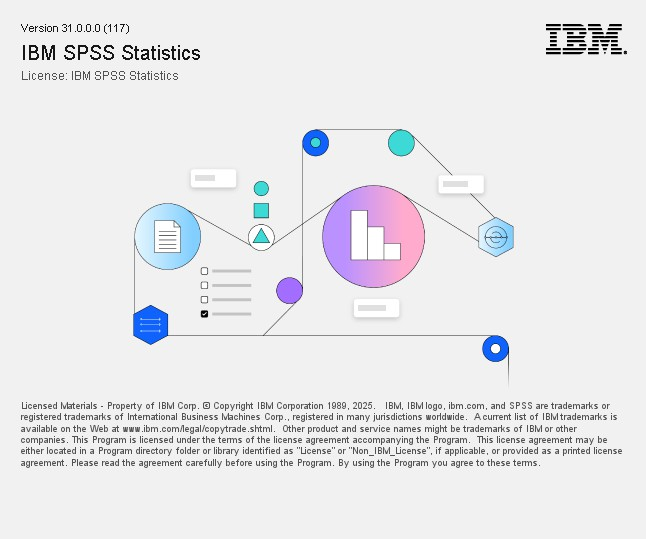 Version 31.0.0.0 (117)
IBM SPSS Statistics
License: IBM SPSS Statistics
IBM
Licensed Materials - Property of IBM Corp. © Copyright IBM Corporation 1989, 2025.   IBM, IBM logo, ibm.com, and SPSS are trademarks or
registered trademarks of International Business Machines Corp., registered in many jurisdictions worldwide.  A current list of IBM trademarks is
available on the Web at www.ibm.com/legal/copytrade.shtml.  Other product and service names might be trademarks of IBM or other
companies. This Program is licensed under the terms of the license agreement accompanying the Program.  This license agreement may be
either located in a Program directory folder or library identified as "License" or "Non_IBM_License", if applicable, or provided as a printed license
agreement. Please read the agreement carefully before using the Program. By using the Program you agree to these terms.